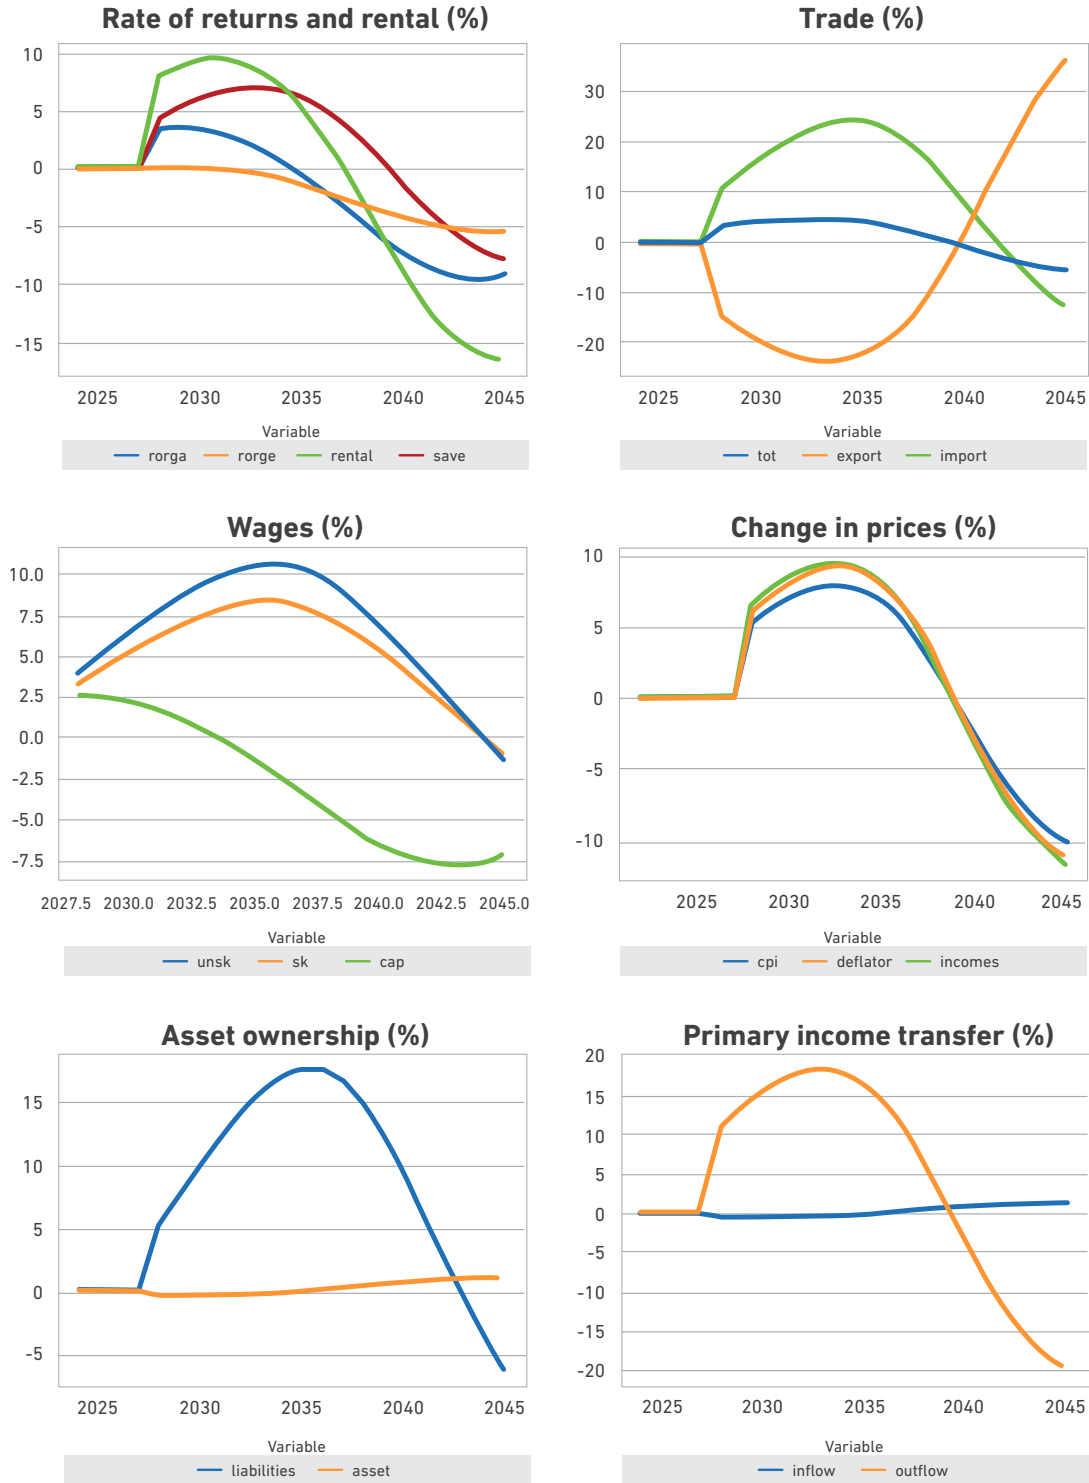 Rate of returns and rental (%)
10
5
0
-5
-10
-15
2025 2030 2035 2040 2045
Variable
rorga rorge rental save
Trade (%)
30
20
10
0
-10
-20
2025 2030 2035 2040 2045
Variable
tot export import
Wages (%)
10.0
7.5
5.0
2.5
0.0
-2.5
-5.0
-7.5
2027.5 2030.0 2032.5 2035.0 2037.5 2040.0 2042.5 2045.0
Variable
unsk sk cap
Change in prices (%)
10
5
0
-5
-10
2025 2030 2035 2040 2045
Variable
cpi deflator incomes
Asset ownership (%)
15
10
5
0
-5
2025 2030 2035 2040 2045
Variable
liabilities asset
Primary income transfer (%)
20
15
10
5
0
-5
-10
-15
-20
2025 2030 2035 2040 2045
Variable
inflow outflow